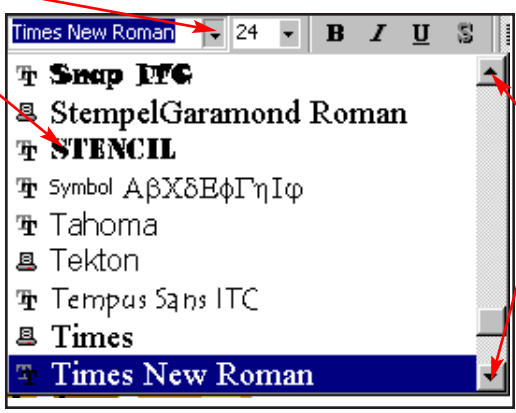 Times New Roman 24 B I U S
Snap ITC
StempelGaramond Roman
STENCIL
Symbol ΑβΧδΕφΓηΙφ
Tahoma
Tekton
Tempus Sans ITC
Times
Times New Roman